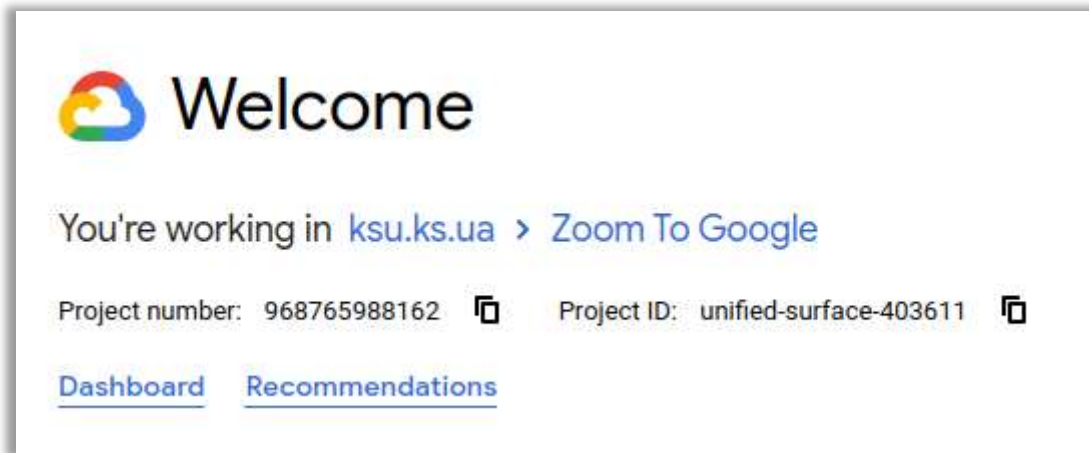 Welcome
You're working in ksu.ks.ua > Zoom To Google
Project number: 968765988162 Project ID: unified-surface-403611
Dashboard Recommendations